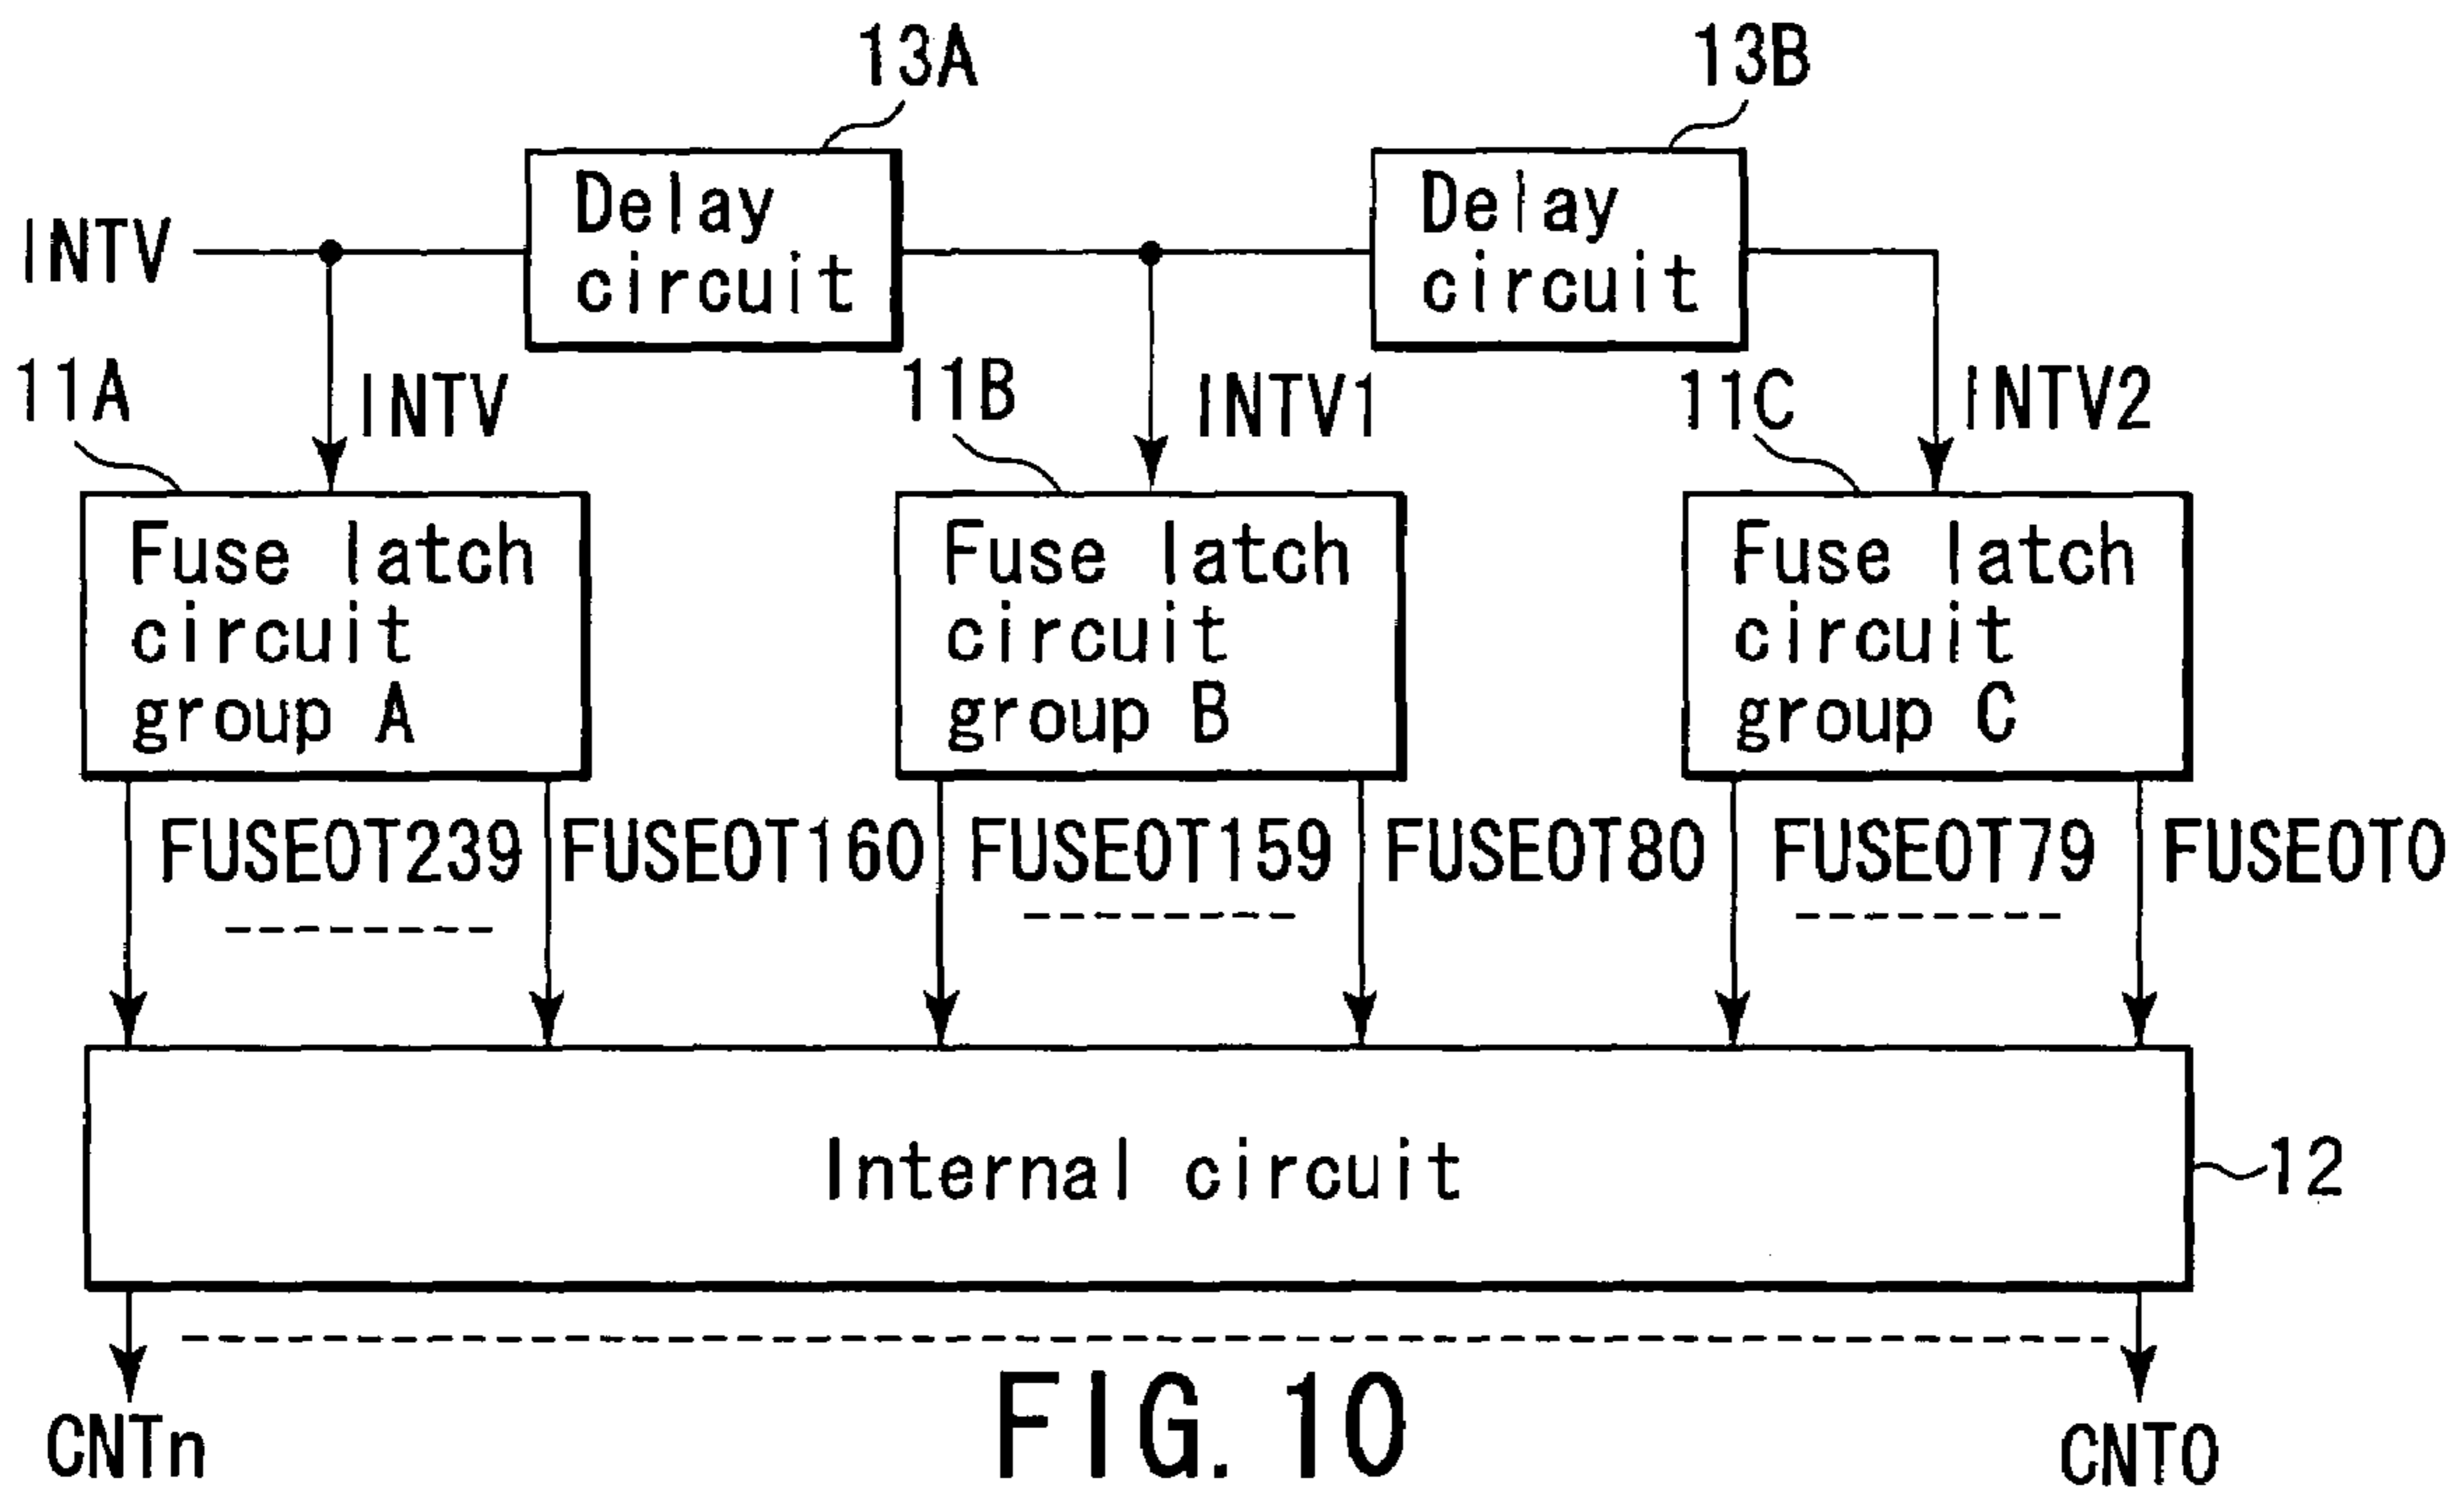 13A
13B
Delay
circuit
Delay
circuit
INTV
11A
INTV
11B
INTV1
11C
INTV2
Fuse latch
circuit
group A
Fuse latch
circuit
group B
Fuse latch
circuit
group C
FUSEOT239
FUSEOT160
FUSEOT159
FUSEOT80
FUSEOT79
FUSEOT0
Internal circuit
12
CNTn
CNT0
FIG. 10